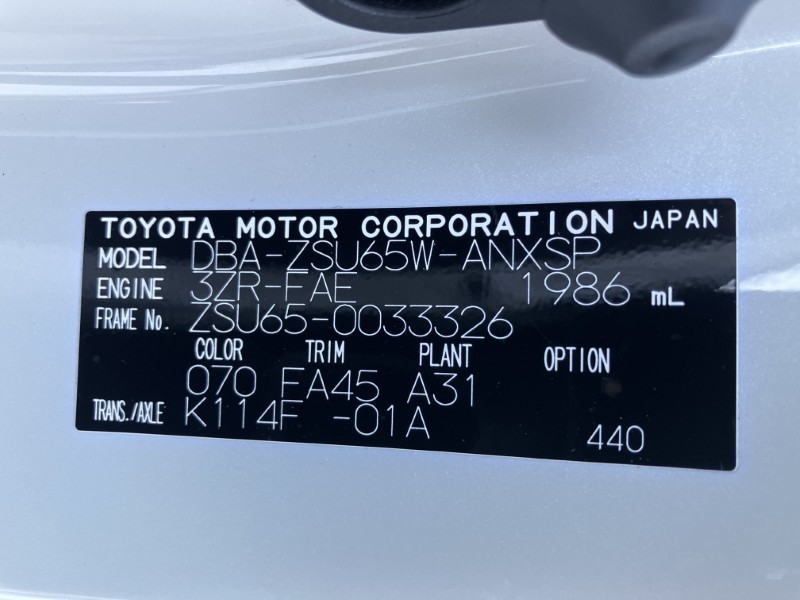 TOYOTA MOTOR CORPORATION JAPAN
MODEL DBA-ZSU65W-ANXSP
ENGINE 3ZR-FAE 1986 mL
FRAME No. ZSU65-0033326
COLOR TRIM PLANT OPTION
070 FA45 A31
TRANS./AXLE K114F -01A
440